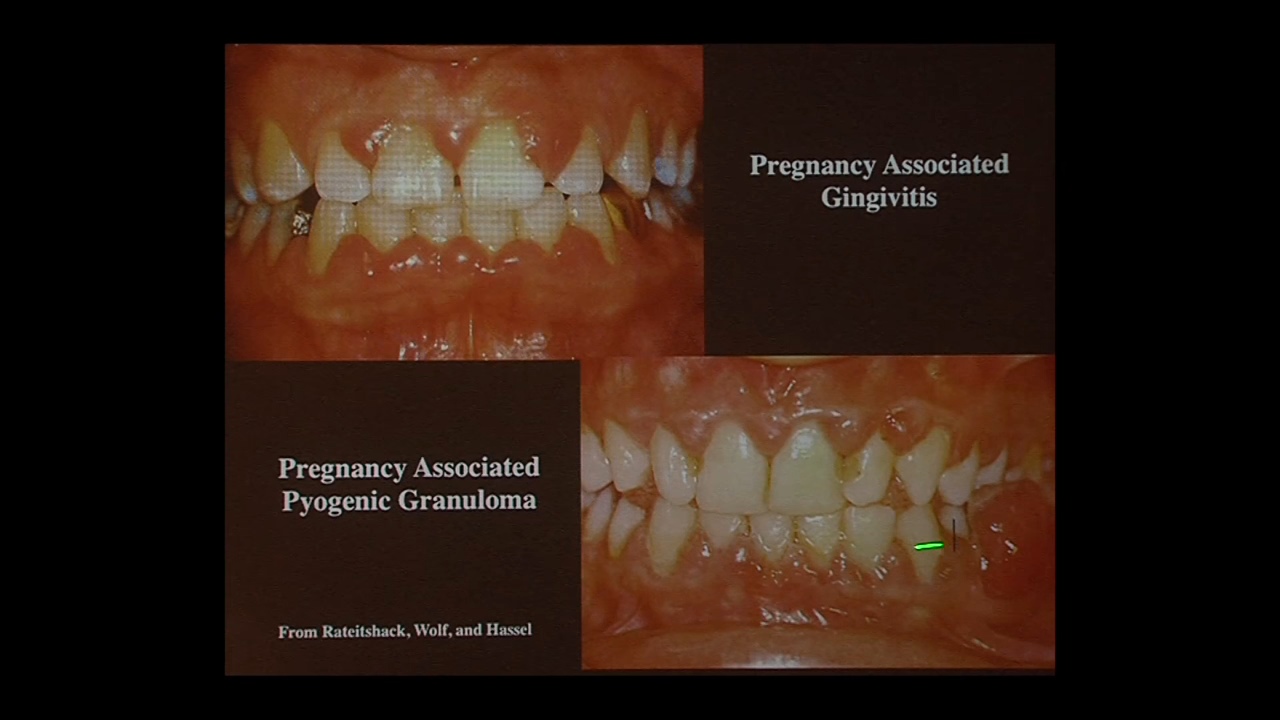 Pregnancy Associated
Gingivitis
Pregnancy Associated
Pyogenic Granuloma
From Rateitshack, Wolf, and Hassel